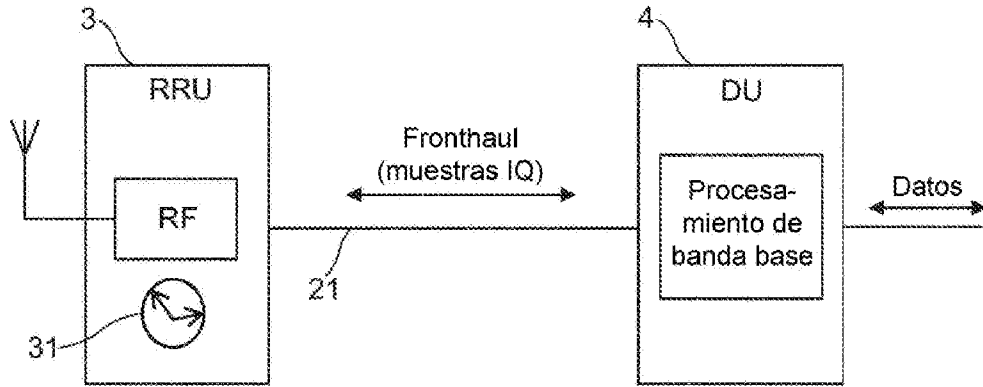 3
RRU
RF
31
Fronthaul
(muestras IQ)
21
4
DU
Procesa-
miento de
banda base
Datos